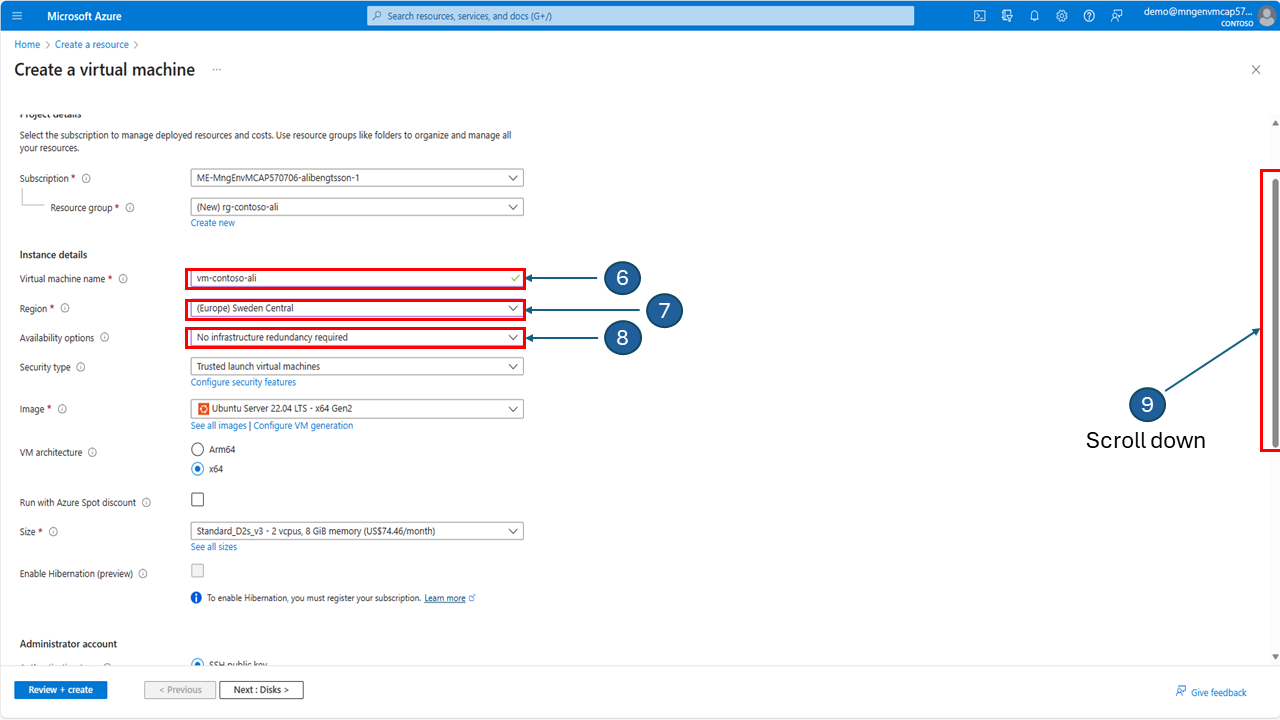 Microsoft Azure
Search resources, services, and docs (G+/)
demo@mngenvmcap57...
CONTOSO
Home > Create a resource >
Create a virtual machine ...
Project details
Select the subscription to manage deployed resources and costs. Use resource groups like folders to organize and manage all
your resources.
Subscription *
ME-MngEnvMCAP570706-alibengtsson-1
Resource group *
(New) rg-contoso-ali
Create new
Instance details
Virtual machine name *
vm-contoso-ali
6
Region *
(Europe) Sweden Central
7
Availability options
No infrastructure redundancy required
8
Security type
Trusted launch virtual machines
Configure security features
Image *
Ubuntu Server 22.04 LTS - x64 Gen2
See all images | Configure VM generation
9
Scroll down
VM architecture
Arm64
x64
Run with Azure Spot discount
Size *
Standard_D2s_v3 - 2 vcpus, 8 GiB memory (US$74.46/month)
See all sizes
Enable Hibernation (preview)
To enable Hibernation, you must register your subscription. Learn more
Administrator account
SSH public key
Review + create
< Previous
Next : Disks >
Give feedback